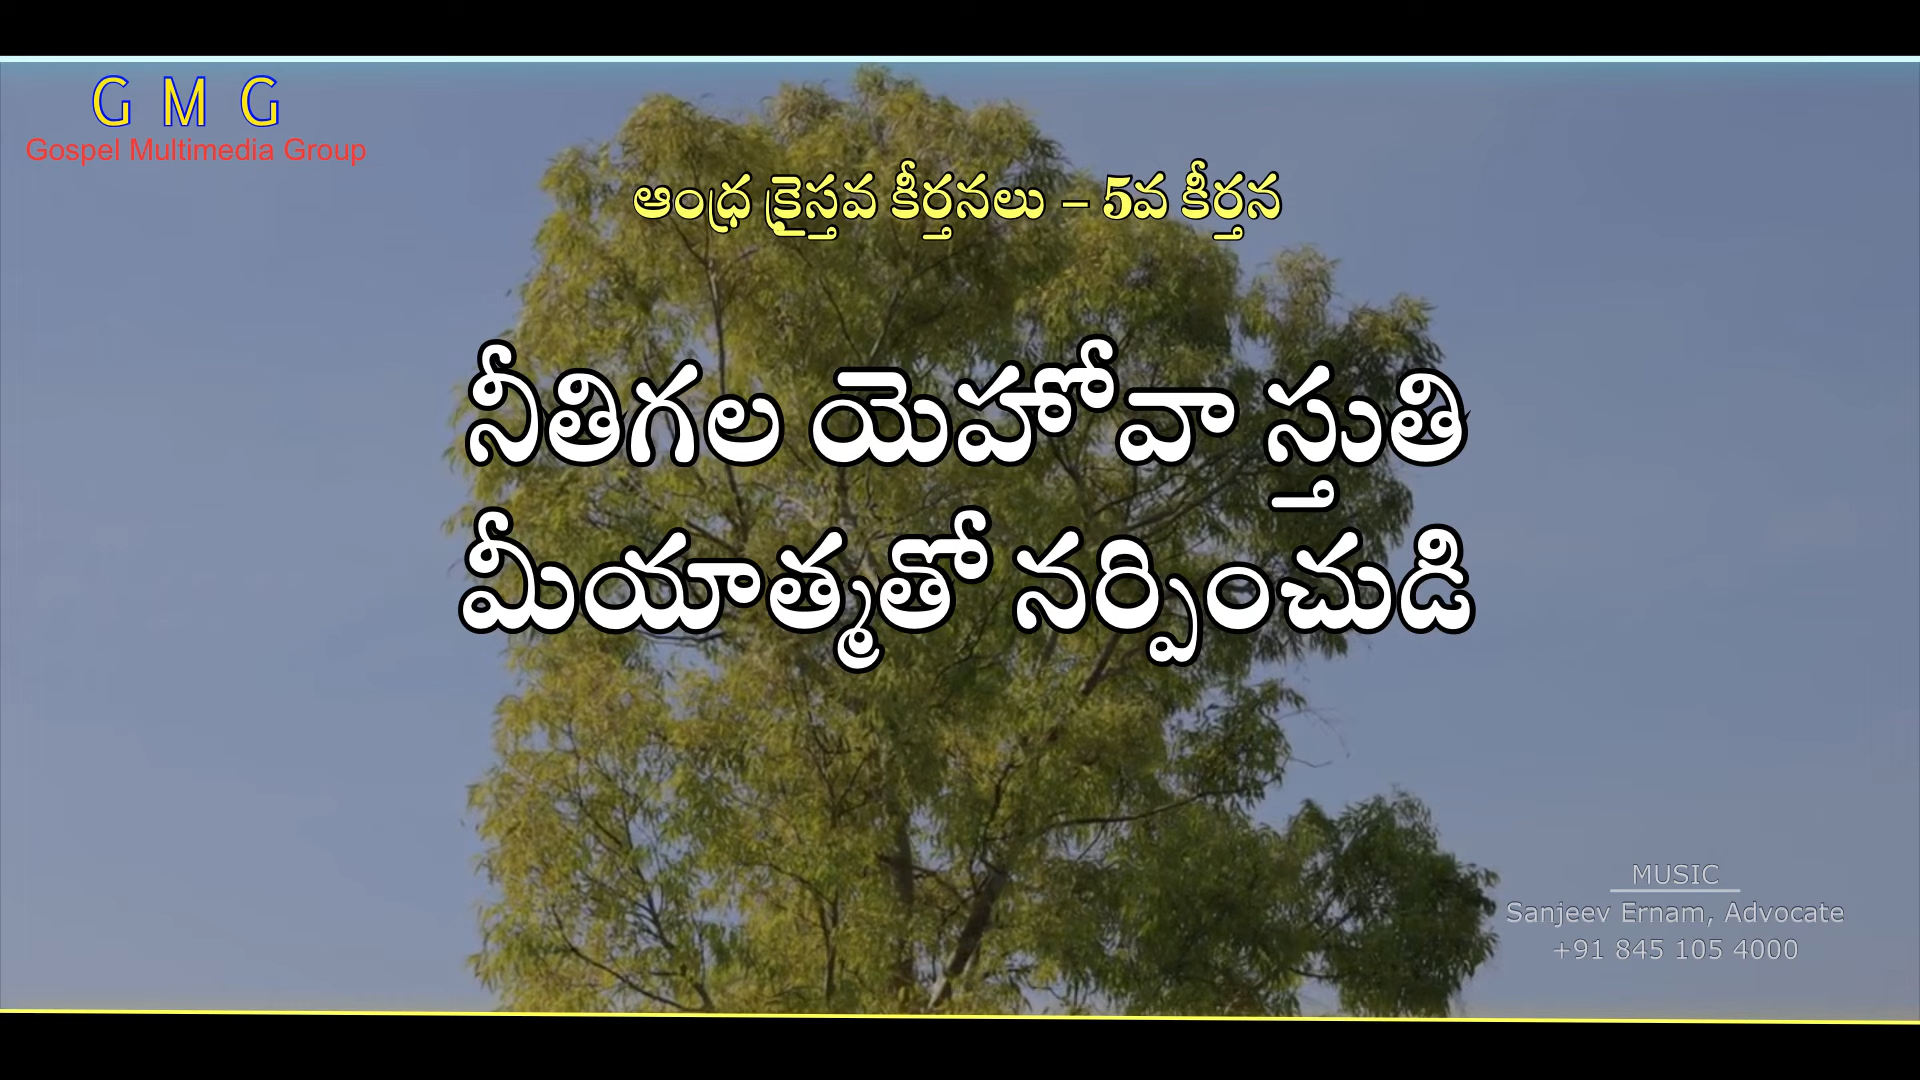 G M G
Gospel Multimedia Group
ఆంధ్ర క్రైస్తవ కీర్తనలు – 5వ కీర్తన
నీతిగల యెహోవా స్తుతి
మీయాత్మతో నర్పించుడి
MUSIC
Sanjeev Ernam, Advocate
+91 845 105 4000